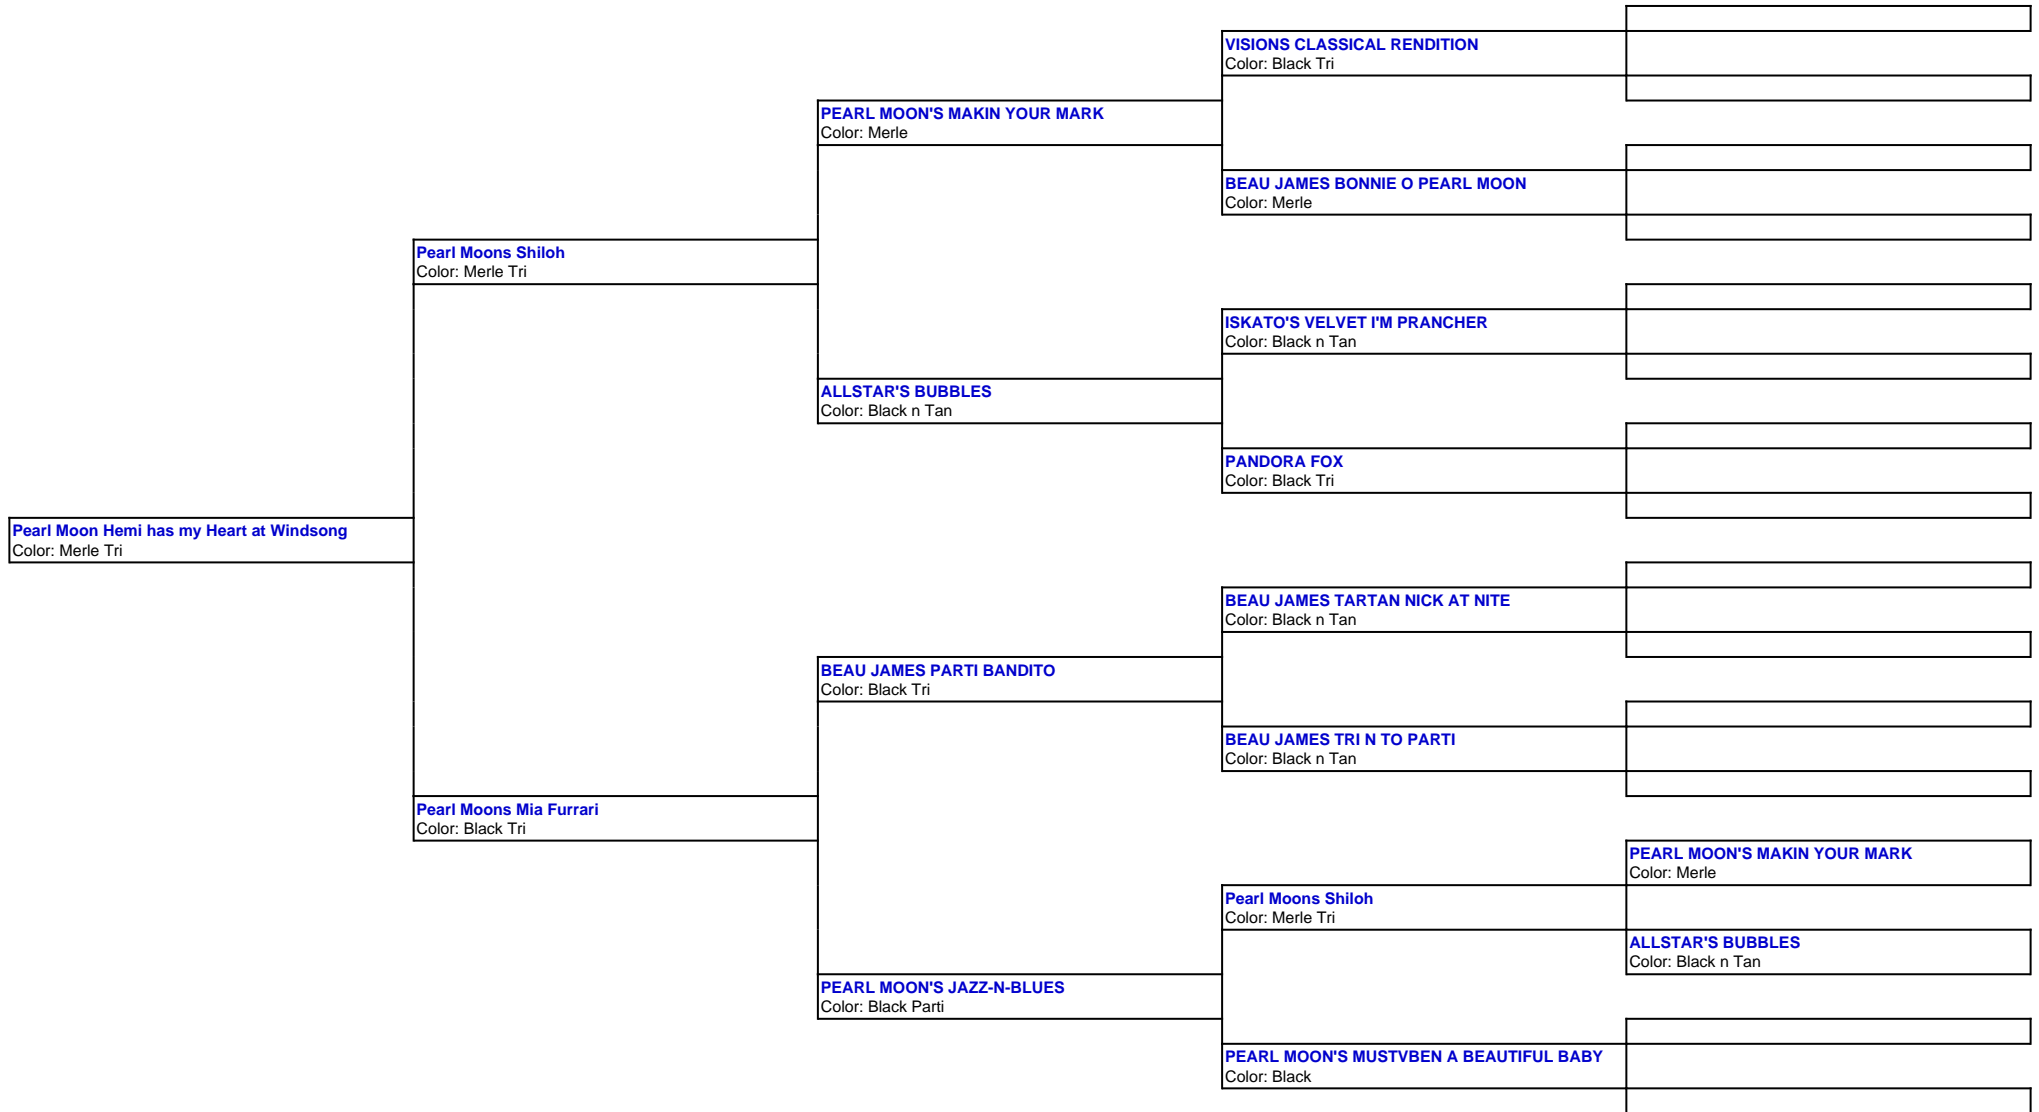 VISIONS CLASSICAL RENDITION
Color: Black Tri
PEARL MOON'S MAKIN YOUR MARK
Color: Merle
BEAU JAMES BONNIE O PEARL MOON
Color: Merle
Pearl Moons Shiloh
Color: Merle Tri
ISKATO'S VELVET I'M PRANCHER
Color: Black n Tan
ALLSTAR'S BUBBLES
Color: Black n Tan
PANDORA FOX
Color: Black Tri
Pearl Moon Hemi has my Heart at Windsong
Color: Merle Tri
BEAU JAMES TARTAN NICK AT NITE
Color: Black n Tan
BEAU JAMES PARTI BANDITO
Color: Black Tri
BEAU JAMES TRI N TO PARTI
Color: Black n Tan
Pearl Moons Mia Furrari
Color: Black Tri
PEARL MOON'S MAKIN YOUR MARK
Color: Merle
Pearl Moons Shiloh
Color: Merle Tri
ALLSTAR'S BUBBLES
Color: Black n Tan
PEARL MOON'S JAZZ-N-BLUES
Color: Black Parti
PEARL MOON'S MUSTVBEN A BEAUTIFUL BABY
Color: Black